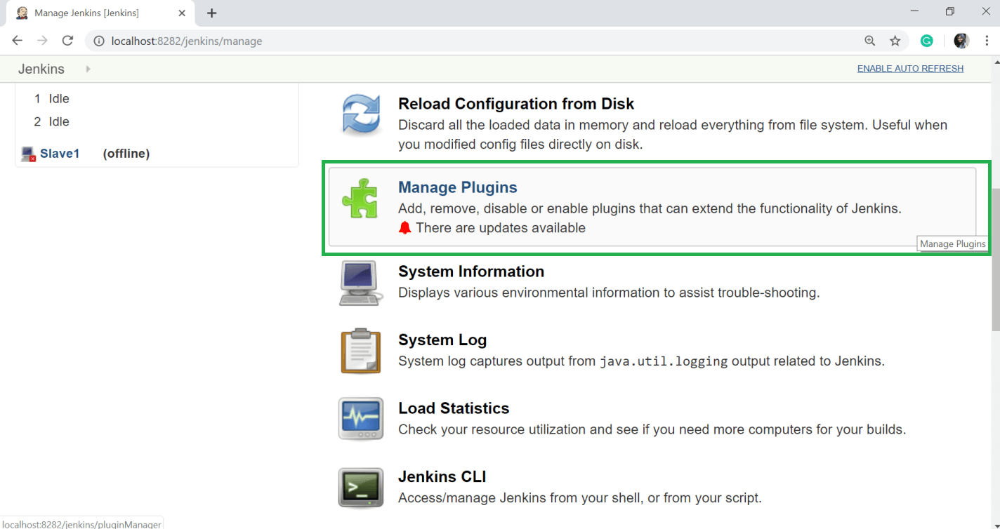 Manage Jenkins [Jenkins]
localhost:8282/jenkins/manage
Jenkins
ENABLE AUTO REFRESH
1 Idle
2 Idle
Slave1 (offline)
Reload Configuration from Disk
Discard all the loaded data in memory and reload everything from file system. Useful when
you modified config files directly on disk.
Manage Plugins
Add, remove, disable or enable plugins that can extend the functionality of Jenkins.
There are updates available
Manage Plugins
System Information
Displays various environmental information to assist trouble-shooting.
System Log
System log captures output from java.util.logging output related to Jenkins.
Load Statistics
Check your resource utilization and see if you need more computers for your builds.
Jenkins CLI
Access/manage Jenkins from your shell, or from your script.
localhost:8282/jenkins/pluginManager